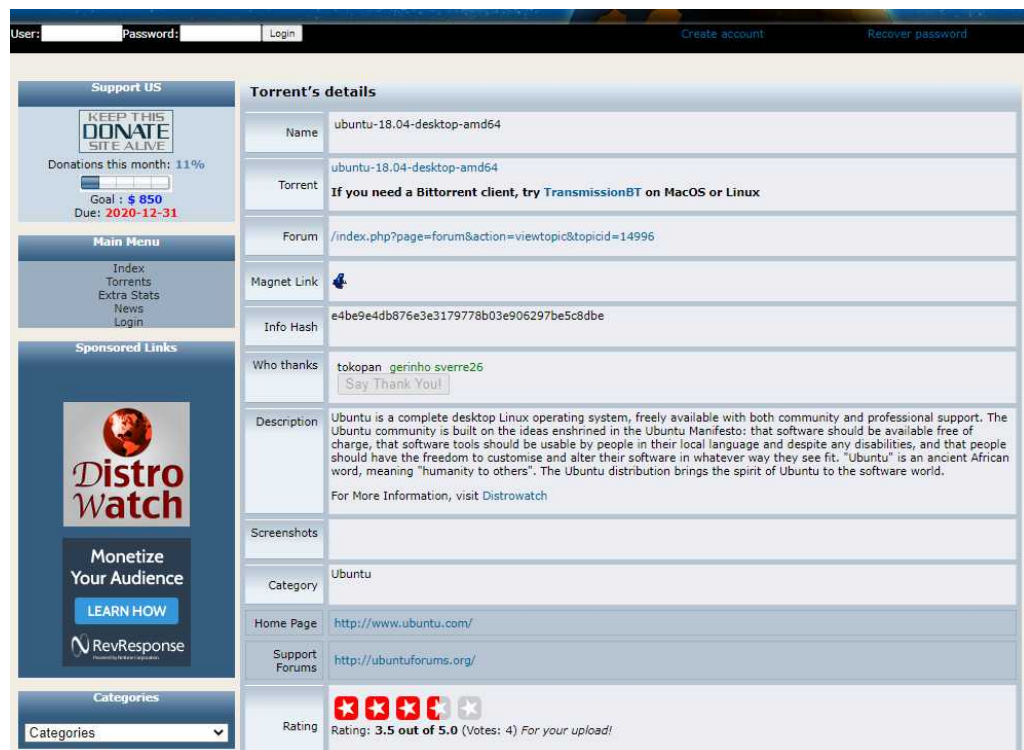 User: Password: Login Create account Recover password
Support US
KEEP THIS
DONATE
SITE ALIVE
Donations this month: 11%
Goal : $ 850
Due: 2020-12-31
Main Menu
Index
Torrents
Extra Stats
News
Login
Sponsored Links
Distro
Watch
Monetize
Your Audience
LEARN HOW
RevResponse
Categories
Categories
Torrent's details
Name ubuntu-18.04-desktop-amd64
Torrent ubuntu-18.04-desktop-amd64
If you need a Bittorrent client, try TransmissionBT on MacOS or Linux
Forum /index.php?page=forum&action=viewtopic&topicid=14996
Magnet Link
Info Hash e4be9e4db876e3e3179778b03e906297be5c8dbe
Who thanks tokopan gerinho sverre26
Say Thank You!
Description Ubuntu is a complete desktop Linux operating system, freely available with both community and professional support. The
Ubuntu community is built on the ideas enshrined in the Ubuntu Manifesto: that software should be available free of
charge, that software tools should be usable by people in their local language and despite any disabilities, and that people
should have the freedom to customise and alter their software in whatever way they see fit. "Ubuntu" is an ancient African
word, meaning "humanity to others". The Ubuntu distribution brings the spirit of Ubuntu to the software world.
For More Information, visit Distrowatch
Screenshots
Category Ubuntu
Home Page http://www.ubuntu.com/
Support
Forums http://ubuntuforums.org/
Rating Rating: 3.5 out of 5.0 (Votes: 4) For your upload!